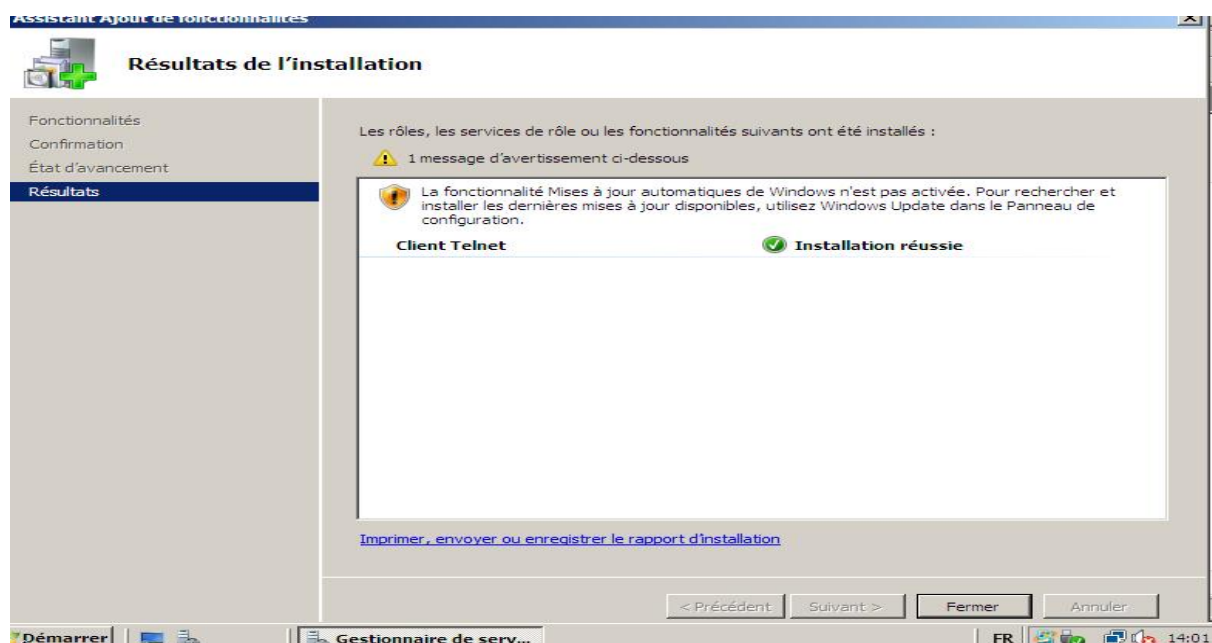 Assistant Ajout de fonctionnalités
Résultats de l'installation
Fonctionnalités
Confirmation
État d'avancement
Résultats
Les rôles, les services de rôle ou les fonctionnalités suivants ont été installés :
1 message d'avertissement ci-dessous
La fonctionnalité Mises à jour automatiques de Windows n'est pas activée. Pour rechercher et
installer les dernières mises à jour disponibles, utilisez Windows Update dans le Panneau de
configuration.
Client Telnet Installation réussie
Imprimer, envoyer ou enregistrer le rapport d'installation
< Précédent Suivant > Fermer Annuler
Démarrer Gestionnaire de serv... FR 14:01